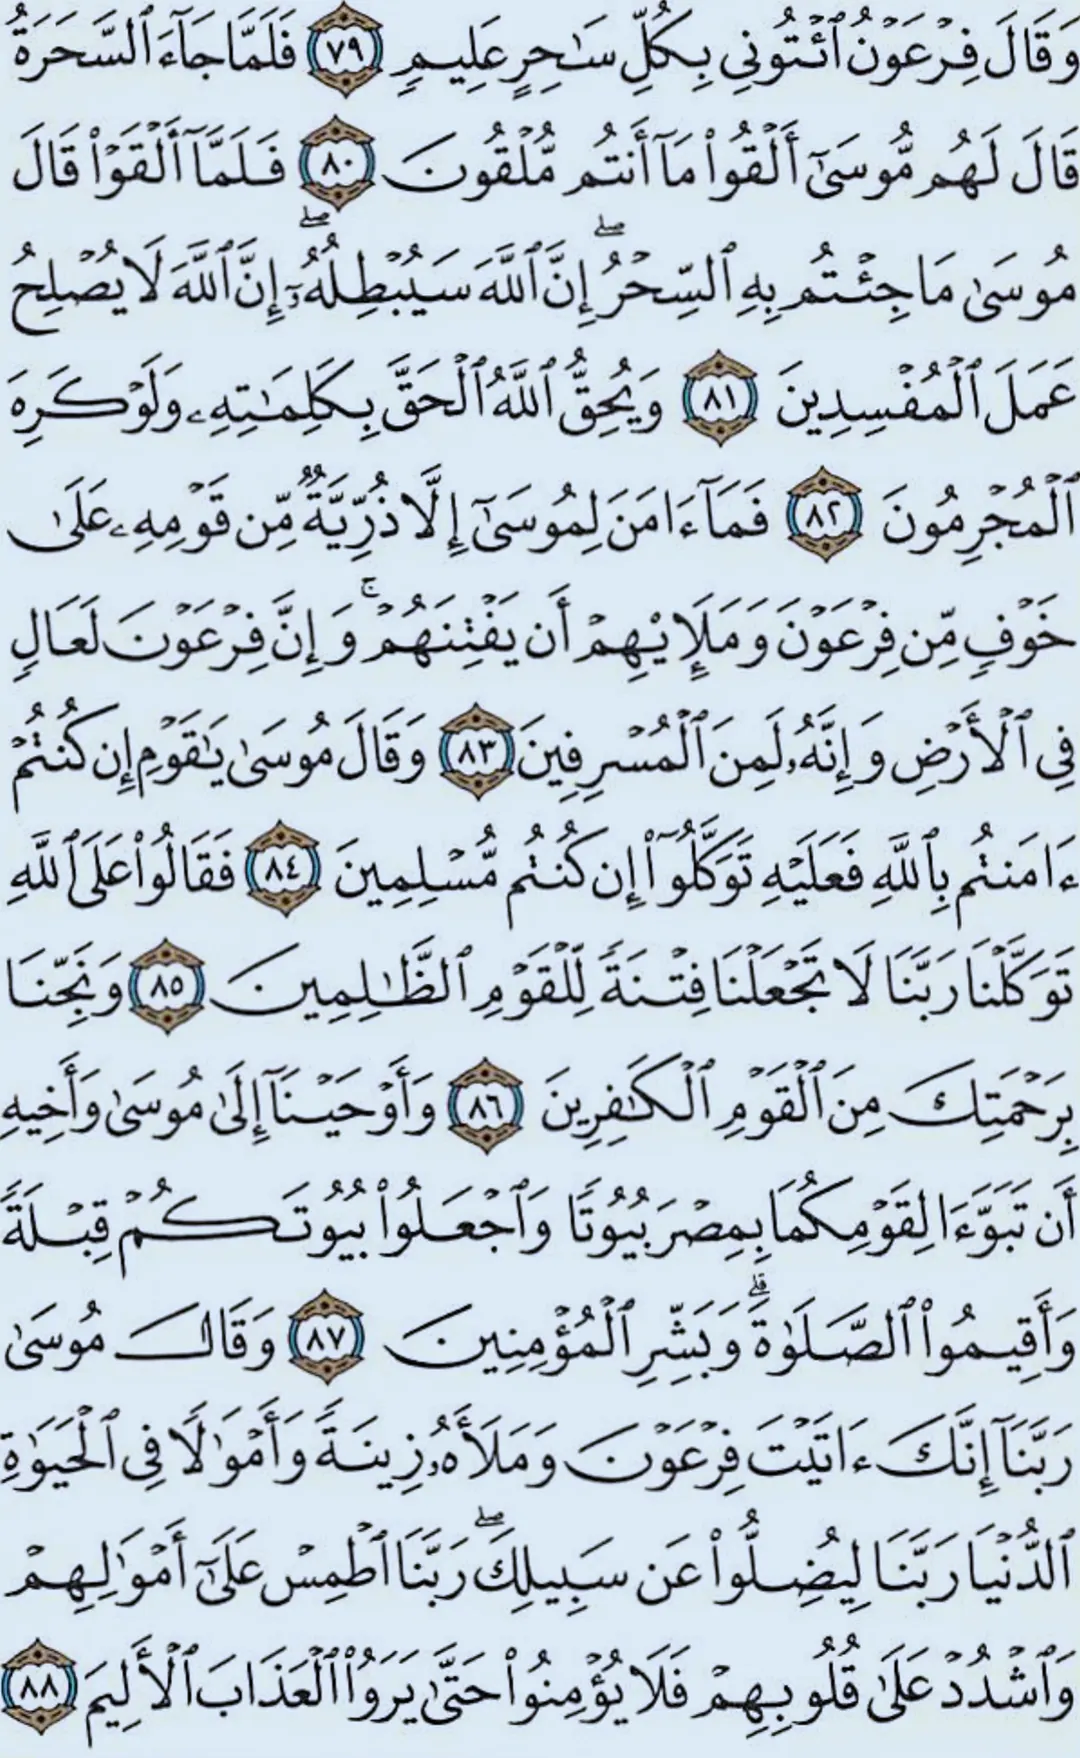 وَقَالَ فِرْعَوْنُ ٱئْتُونِى بِكُلِّ سَـٰحِرٍ عَلِيمٍ ٧٩ فَلَمَّا جَآءَ ٱلسَّحَرَةُ
قَالَ لَهُم مُّوسَىٰٓ أَلْقُوا۟ مَآ أَنتُم مُّلْقُونَ ٨٠ فَلَمَّآ أَلْقَوْا۟ قَالَ
مُوسَىٰ مَا جِئْتُم بِهِ ٱلسِّحْرُ ۖ إِنَّ ٱللَّهَ سَيُبْطِلُهُۥٓ ۖ إِنَّ ٱللَّهَ لَا يُصْلِحُ
عَمَلَ ٱلْمُفْسِدِينَ ٨١ وَيُحِقُّ ٱللَّهُ ٱلْحَقَّ بِكَلِمَـٰتِهِۦ وَلَوْ كَرِهَ
ٱلْمُجْرِمُونَ ٨٢ فَمَآ ءَامَنَ لِمُوسَىٰٓ إِلَّا ذُرِّيَّةٌ مِّن قَوْمِهِۦ عَلَىٰ
خَوْفٍ مِّن فِرْعَوْنَ وَمَلَإِي۟هِمْ أَن يَفْتِنَهُمْ ۚ وَإِنَّ فِرْعَوْنَ لَعَالٍ
فِى ٱلْأَرْضِ وَإِنَّهُۥ لَمِنَ ٱلْمُسْرِفِينَ ٨٣ وَقَالَ مُوسَىٰ يَـٰقَوْمِ إِن كُنتُمْ
ءَامَنتُم بِٱللَّهِ فَعَلَيْهِ تَوَكَّلُوٓا۟ إِن كُنتُم مُّسْلِمِينَ ٨٤ فَقَالُوا۟ عَلَى ٱللَّهِ
تَوَكَّلْنَا رَبَّنَا لَا تَجْعَلْنَا فِتْنَةً لِّلْقَوْمِ ٱلظَّـٰلِمِينَ ٨٥ وَنَجِّنَا
بِرَحْمَتِكَ مِنَ ٱلْقَوْمِ ٱلْكَـٰفِرِينَ ٨٦ وَأَوْحَيْنَآ إِلَىٰ مُوسَىٰ وَأَخِيهِ
أَن تَبَوَّءَا لِقَوْمِكُمَا بِمِصْرَ بُيُوتًا وَٱجْعَلُوا۟ بُيُوتَكُمْ قِبْلَةً
وَأَقِيمُوا۟ ٱلصَّلَوٰةَ ۗ وَبَشِّرِ ٱلْمُؤْمِنِينَ ٨٧ وَقَالَ مُوسَىٰ
رَبَّنَآ إِنَّكَ ءَاتَيْتَ فِرْعَوْنَ وَمَلَأَهُۥ زِينَةً وَأَمْوَٰلًا فِى ٱلْحَيَوٰةِ
ٱلدُّنْيَا رَبَّنَا لِيُضِلُّوا۟ عَن سَبِيلِكَ ۖ رَبَّنَا ٱطْمِسْ عَلَىٰٓ أَمْوَٰلِهِمْ
وَٱشْدُدْ عَلَىٰ قُلُوبِهِمْ فَلَا يُؤْمِنُوا۟ حَتَّىٰ يَرَوُا۟ ٱلْعَذَابَ ٱلْأَلِيمَ ٨٨